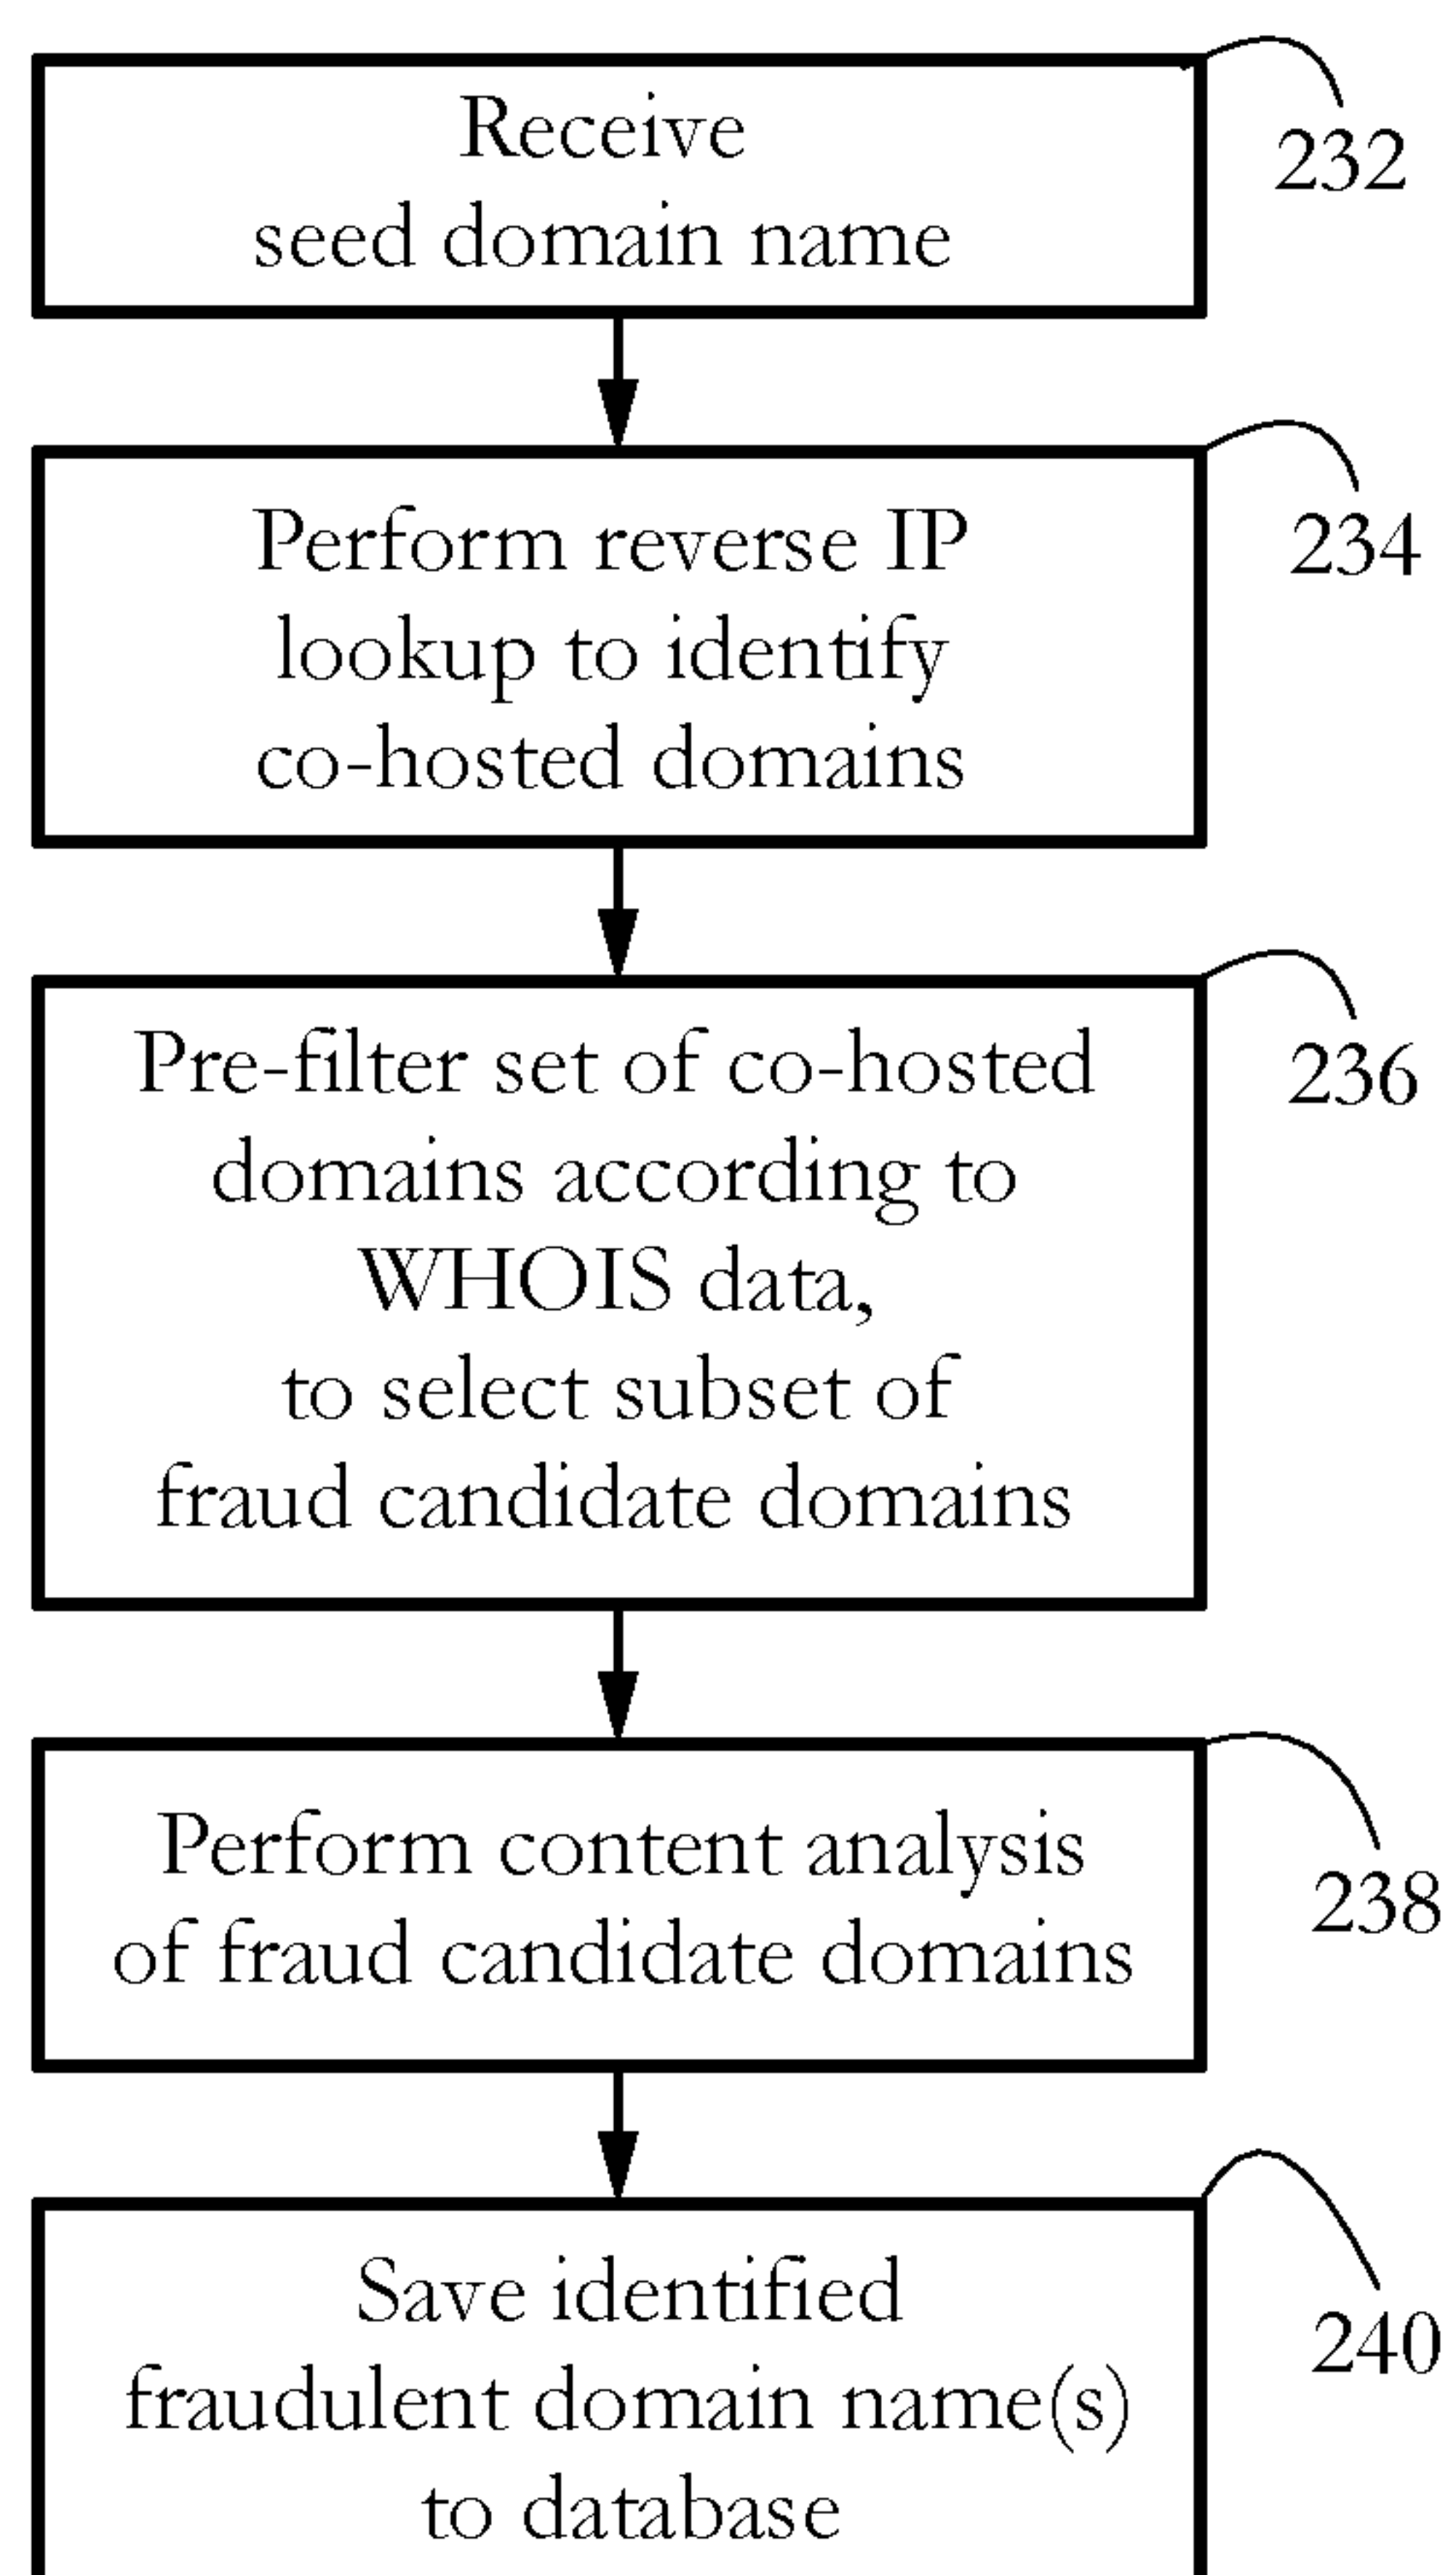 Receive
seed domain name
232
Perform reverse IP
lookup to identify
co-hosted domains
234
Pre-filter set of co-hosted
domains according to
WHOIS data,
to select subset of
fraud candidate domains
236
Perform content analysis
of fraud candidate domains
238
Save identified
fraudulent domain name(s)
to database
240